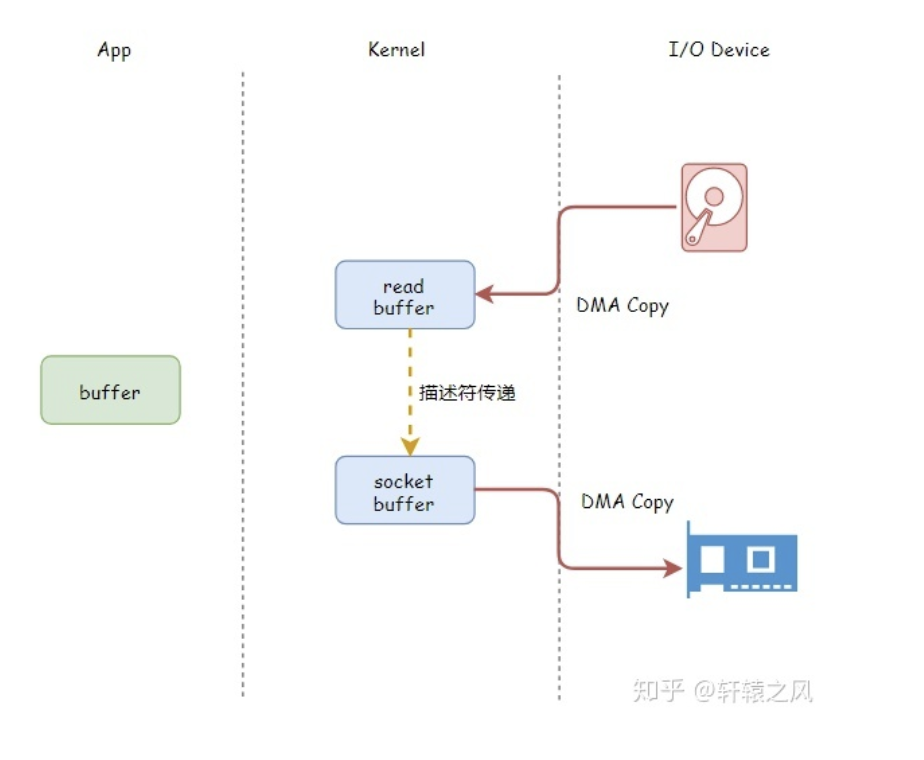 App
Kernel
I/O Device
read
buffer
DMA Copy
buffer
描述符传递
socket
buffer
DMA Copy
知乎 @轩辕之风